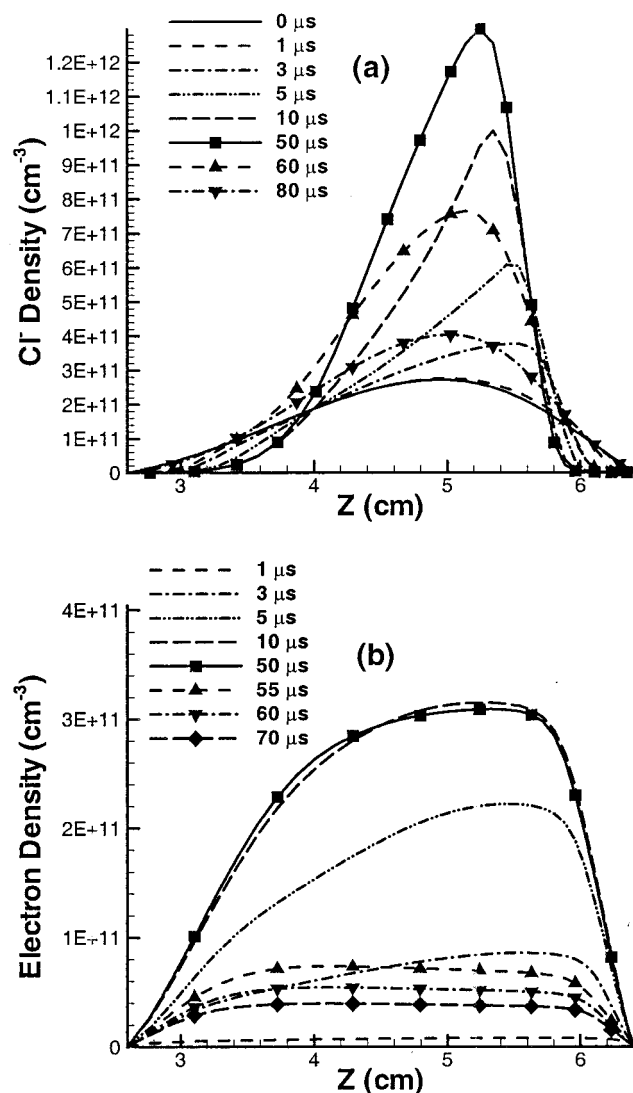 0 μs
1 μs
3 μs
5 μs
10 μs
50 μs
60 μs
80 μs
(a)
1.2E+12
1.1E+12
1E+12
9E+11
8E+11
7E+11
6E+11
5E+11
4E+11
3E+11
2E+11
1E+11
0
Cl⁻ Density (cm⁻³)
3 4 5 6
Z (cm)
1 μs
3 μs
5 μs
10 μs
50 μs
55 μs
60 μs
70 μs
(b)
4E+11
3E+11
2E+11
1E+11
0
Electron Density (cm⁻³)
3 4 5 6
Z (cm)